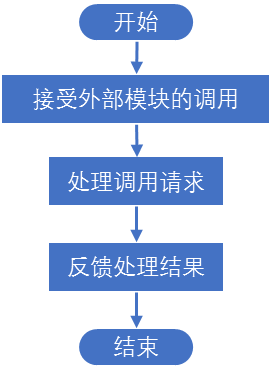 开始
接受外部模块的调用
处理调用请求
反馈处理结果
结束